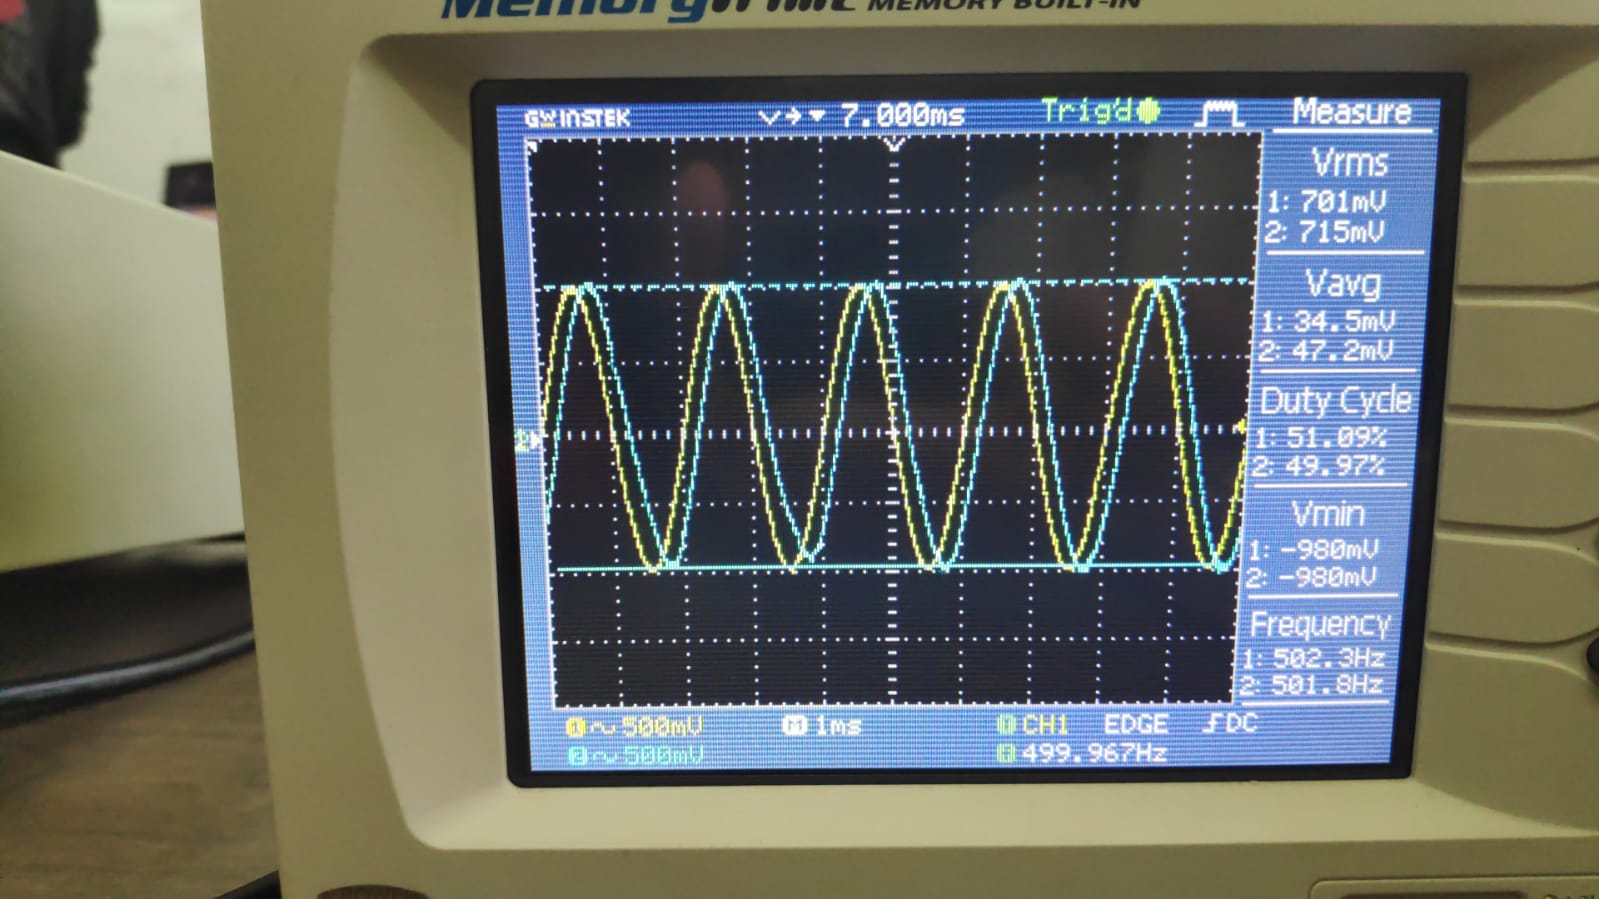 MEMORY BUILT-IN
GW INSTEK 7.000ms Trig'd Measure
Vrms
1: 701mV
2: 715mV
Vavg
1: 34.5mV
2: 47.2mV
Duty Cycle
1: 51.09%
2: 49.97%
Vmin
1: -980mV
2: -980mV
Frequency
1: 502.3Hz
2: 501.8Hz
1 ~ 500mV M 1ms CH1 EDGE DC
2 ~ 500mV 499.967Hz